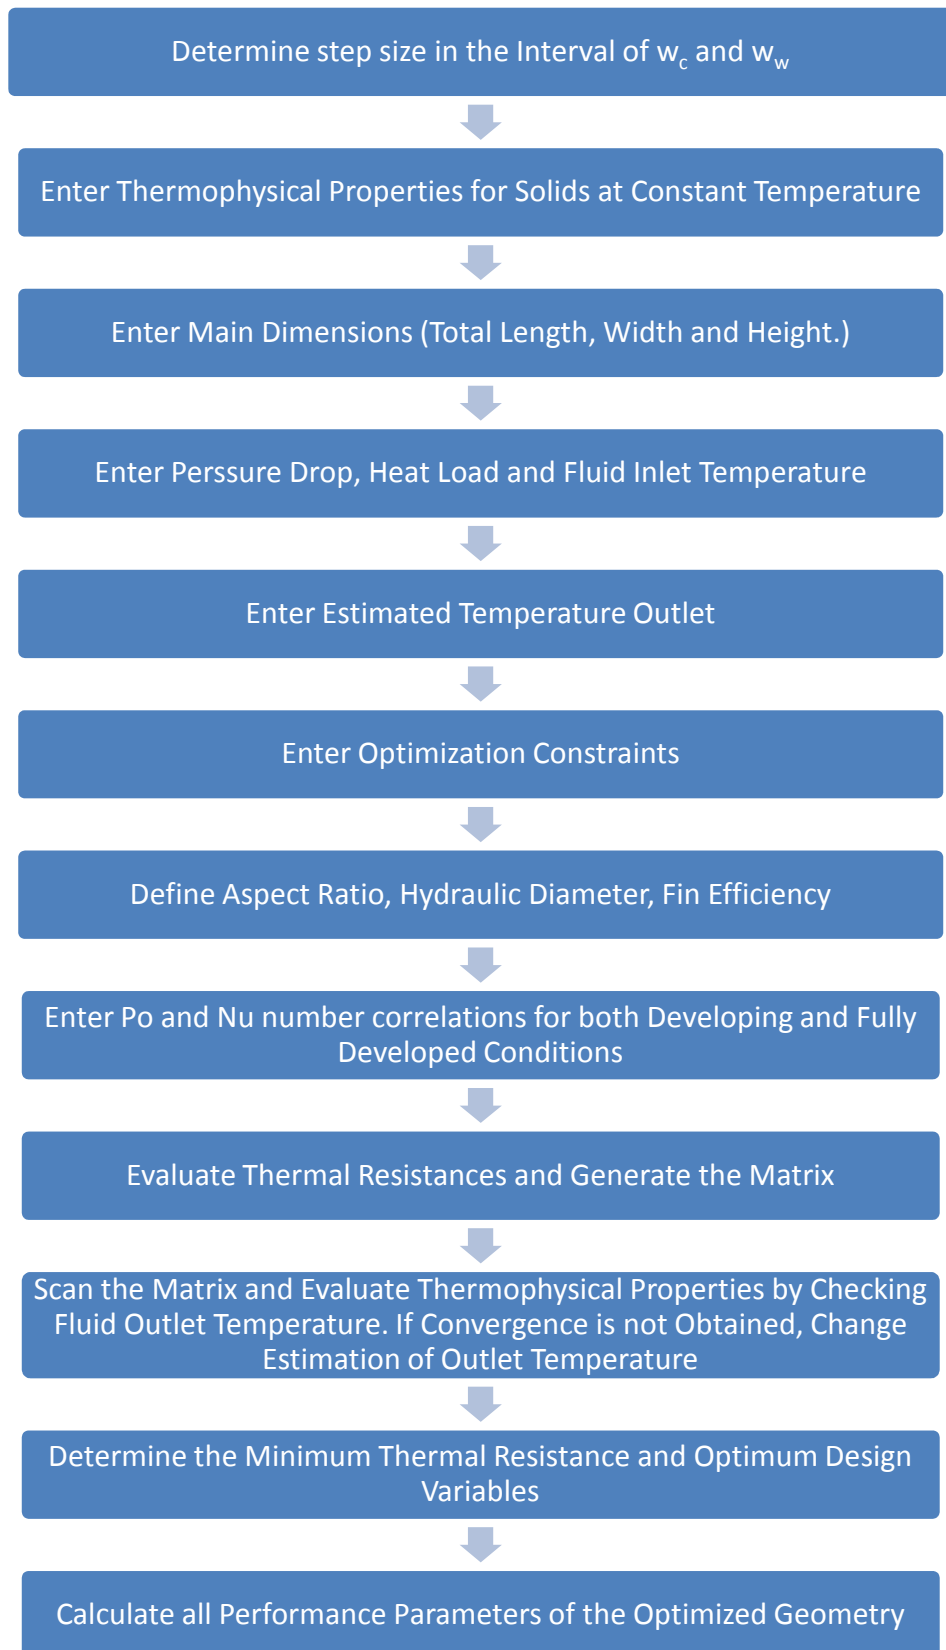 Determine step size in the Interval of w_c and w_w
Enter Thermophysical Properties for Solids at Constant Temperature
Enter Main Dimensions (Total Length, Width and Height.)
Enter Perssure Drop, Heat Load and Fluid Inlet Temperature
Enter Estimated Temperature Outlet
Enter Optimization Constraints
Define Aspect Ratio, Hydraulic Diameter, Fin Efficiency
Enter Po and Nu number correlations for both Developing and Fully
Developed Conditions
Evaluate Thermal Resistances and Generate the Matrix
Scan the Matrix and Evaluate Thermophysical Properties by Checking
Fluid Outlet Temperature. If Convergence is not Obtained, Change
Estimation of Outlet Temperature
Determine the Minimum Thermal Resistance and Optimum Design
Variables
Calculate all Performance Parameters of the Optimized Geometry